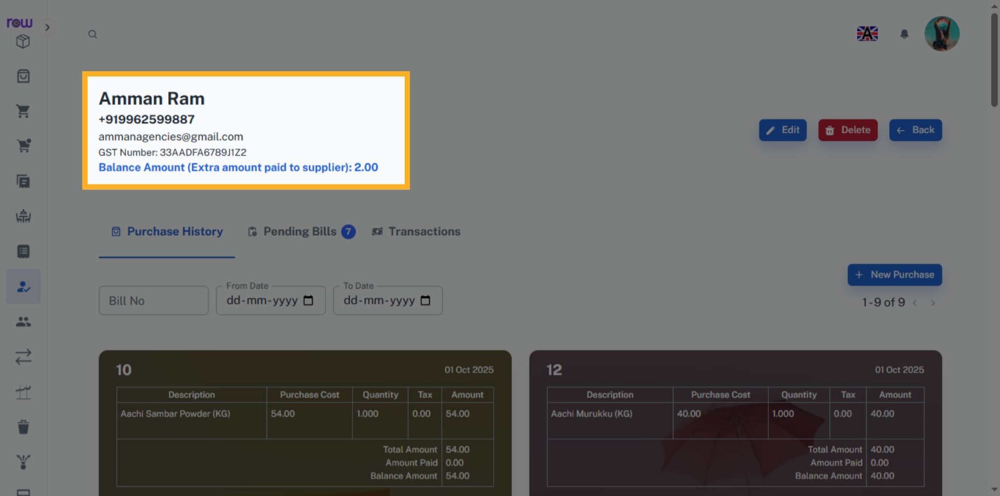 row
A
Amman Ram
+919962599887
ammanagencies@gmail.com
GST Number: 33AADFA6789J1Z2
Balance Amount (Extra amount paid to supplier): 2.00
Edit
Delete
Back
Purchase History
Pending Bills 7
Transactions
New Purchase
Bill No
From Date
dd-mm-yyyy
To Date
dd-mm-yyyy
1-9 of 9
10
01 Oct 2025
Description Purchase Cost Quantity Tax Amount
Aachi Sambar Powder (KG) 54.00 1.000 0.00 54.00
Total Amount 54.00
Amount Paid 0.00
Balance Amount 54.00
12
01 Oct 2025
Description Purchase Cost Quantity Tax Amount
Aachi Murukku (KG) 40.00 1.000 0.00 40.00
Total Amount 40.00
Amount Paid 0.00
Balance Amount 40.00